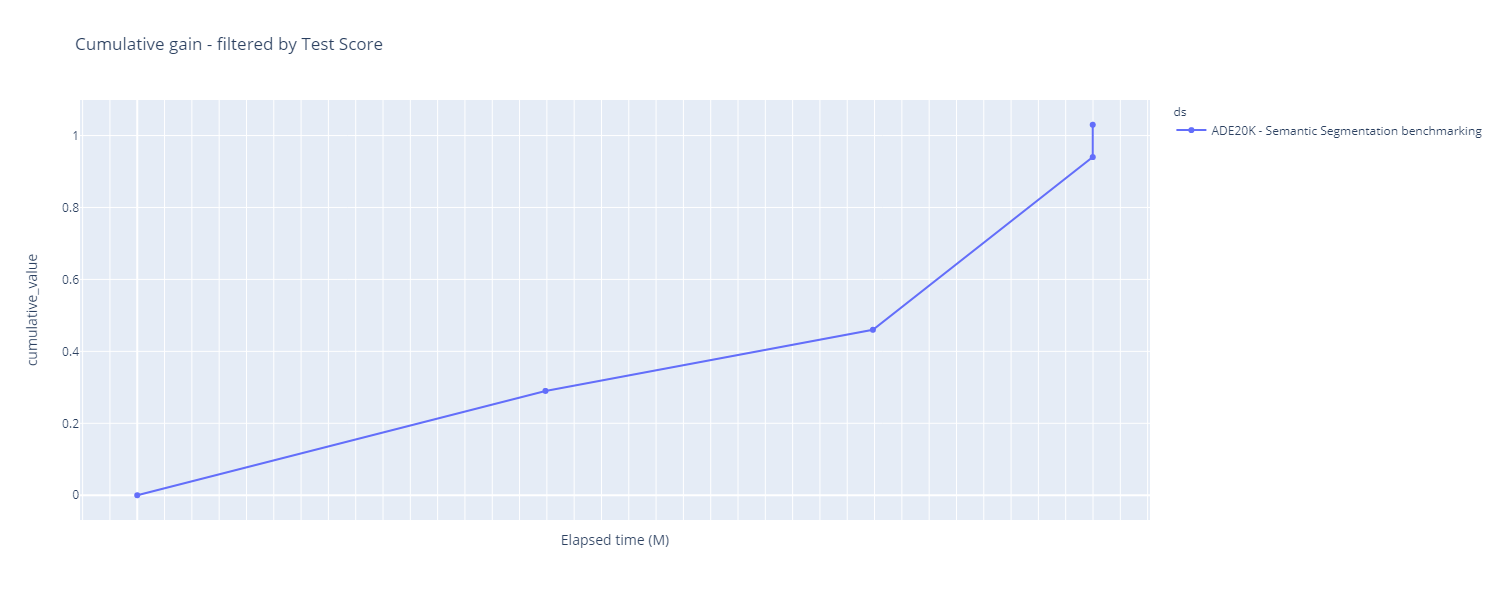 Cumulative gain - filtered by Test Score
ds
ADE20K - Semantic Segmentation benchmarking
1
0.8
0.6
0.4
0.2
0
cumulative_value
Elapsed time (M)